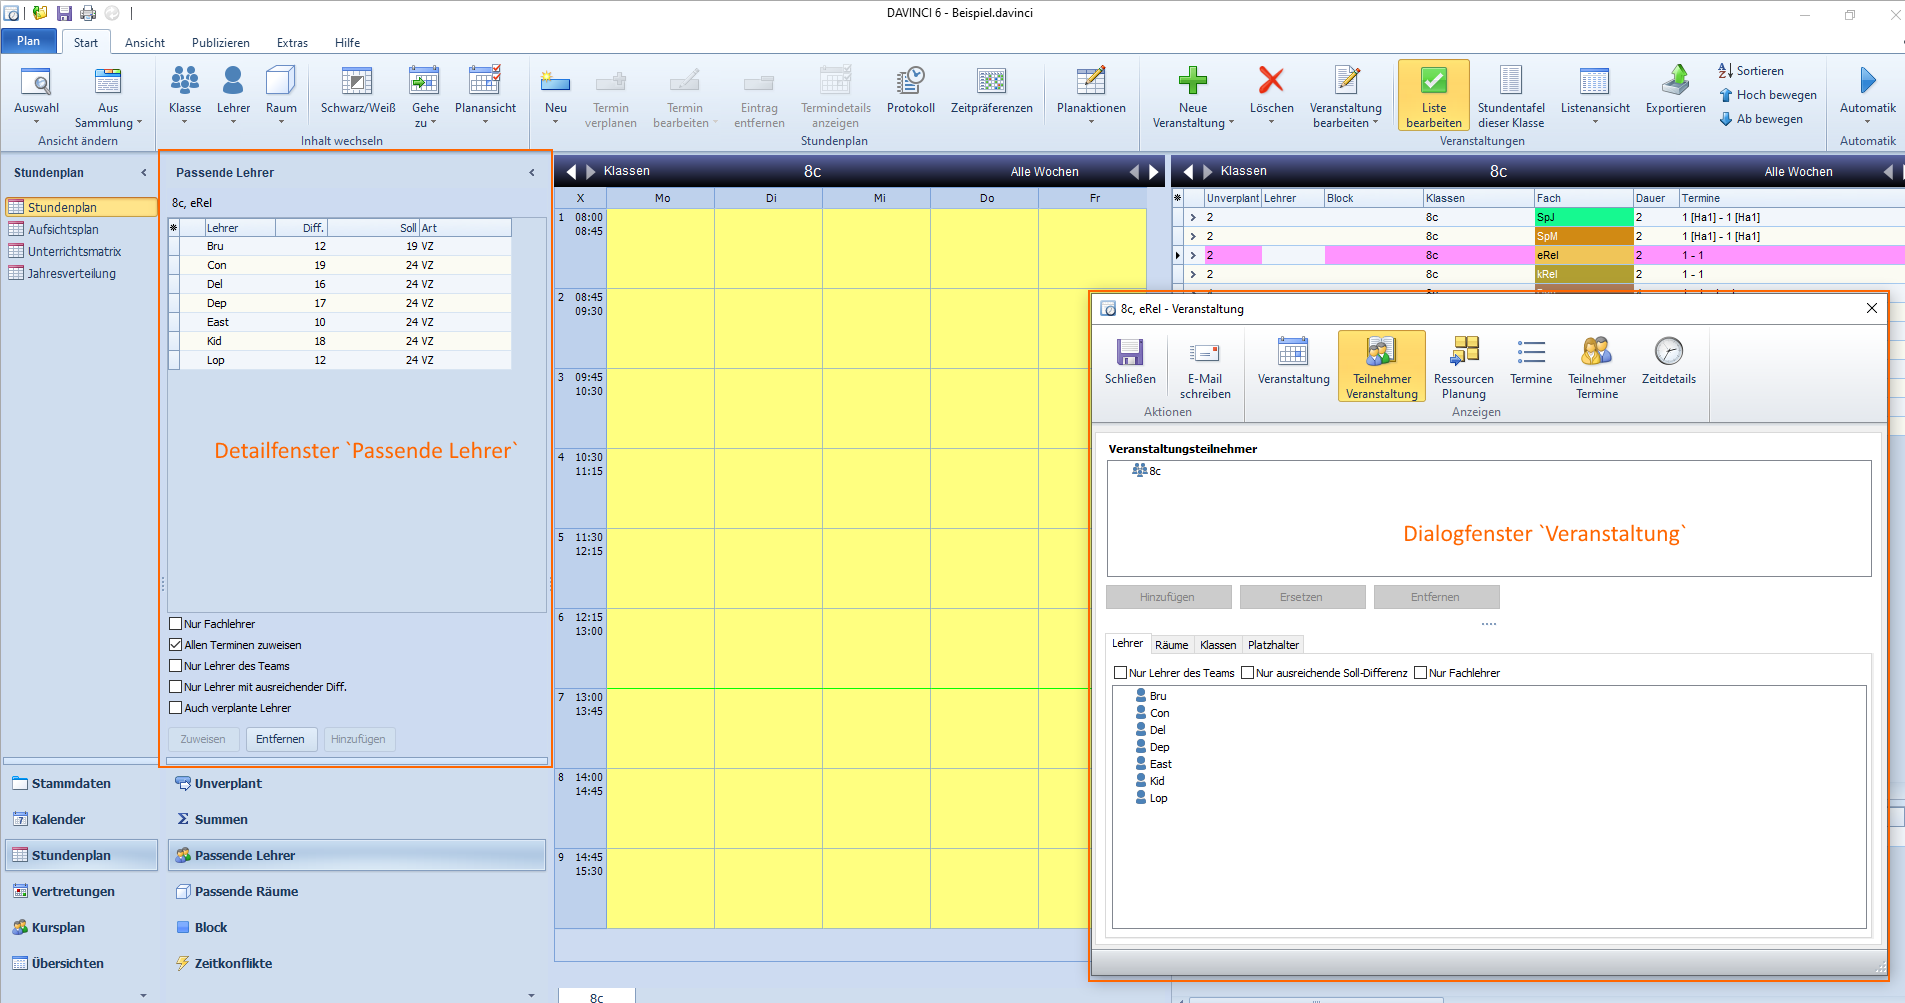 DAVINCI 6 - Beispiel.davinci
Plan Start Ansicht Publizieren Extras Hilfe
Auswahl
Aus Sammlung
Ansicht ändern
Klasse
Lehrer
Raum
Schwarz/Weiß
Gehe zu
Planansicht
Inhalt wechseln
Neu
Termin verplanen
Termin bearbeiten
Eintrag entfernen
Termindetails anzeigen
Protokoll
Zeitpräferenzen
Planaktionen
Stundenplan
Neue Veranstaltung
Löschen
Veranstaltung bearbeiten
Liste bearbeiten
Stundentafel dieser Klasse
Listenansicht
Exportieren
Sortieren
Hoch bewegen
Ab bewegen
Veranstaltungen
Automatik
Automatik
Stundenplan
Stundenplan
Aufsichtsplan
Unterrichtsmatrix
Jahresverteilung
Stammdaten
Kalender
Stundenplan
Vertretungen
Kursplan
Übersichten
Passende Lehrer
8c, eRel
Lehrer Diff. Soll Art
Bru 12 19 VZ
Con 19 24 VZ
Del 16 24 VZ
Dep 17 24 VZ
East 10 24 VZ
Kid 18 24 VZ
Lop 12 24 VZ
Detailfenster `Passende Lehrer`
Nur Fachlehrer
Allen Terminen zuweisen
Nur Lehrer des Teams
Nur Lehrer mit ausreichender Diff.
Auch verplante Lehrer
Zuweisen Entfernen Hinzufügen
Unverplant
Summen
Passende Lehrer
Passende Räume
Block
Zeitkonflikte
Klassen 8c Alle Wochen
X Mo Di Mi Do Fr
1 08:00
08:45
2 08:45
09:30
3 09:45
10:30
4 10:30
11:15
5 11:30
12:15
6 12:15
13:00
7 13:00
13:45
8 14:00
14:45
9 14:45
15:30
8c
Klassen 8c Alle Wochen
Unverplant Lehrer Block Klassen Fach Dauer Termine
2 8c SpJ 2 1 [Ha1] - 1 [Ha1]
2 8c SpM 2 1 [Ha1] - 1 [Ha1]
2 8c eRel 2 1 - 1
2 8c kRel 2 1 - 1
8c, eRel - Veranstaltung
Schließen
E-Mail schreiben
Aktionen
Veranstaltung
Teilnehmer Veranstaltung
Ressourcen Planung
Termine
Teilnehmer Termine
Zeitdetails
Anzeigen
Veranstaltungsteilnehmer
8c
Dialogfenster `Veranstaltung`
Hinzufügen Ersetzen Entfernen
Lehrer Räume Klassen Platzhalter
Nur Lehrer des Teams Nur ausreichende Soll-Differenz Nur Fachlehrer
Bru
Con
Del
Dep
East
Kid
Lop